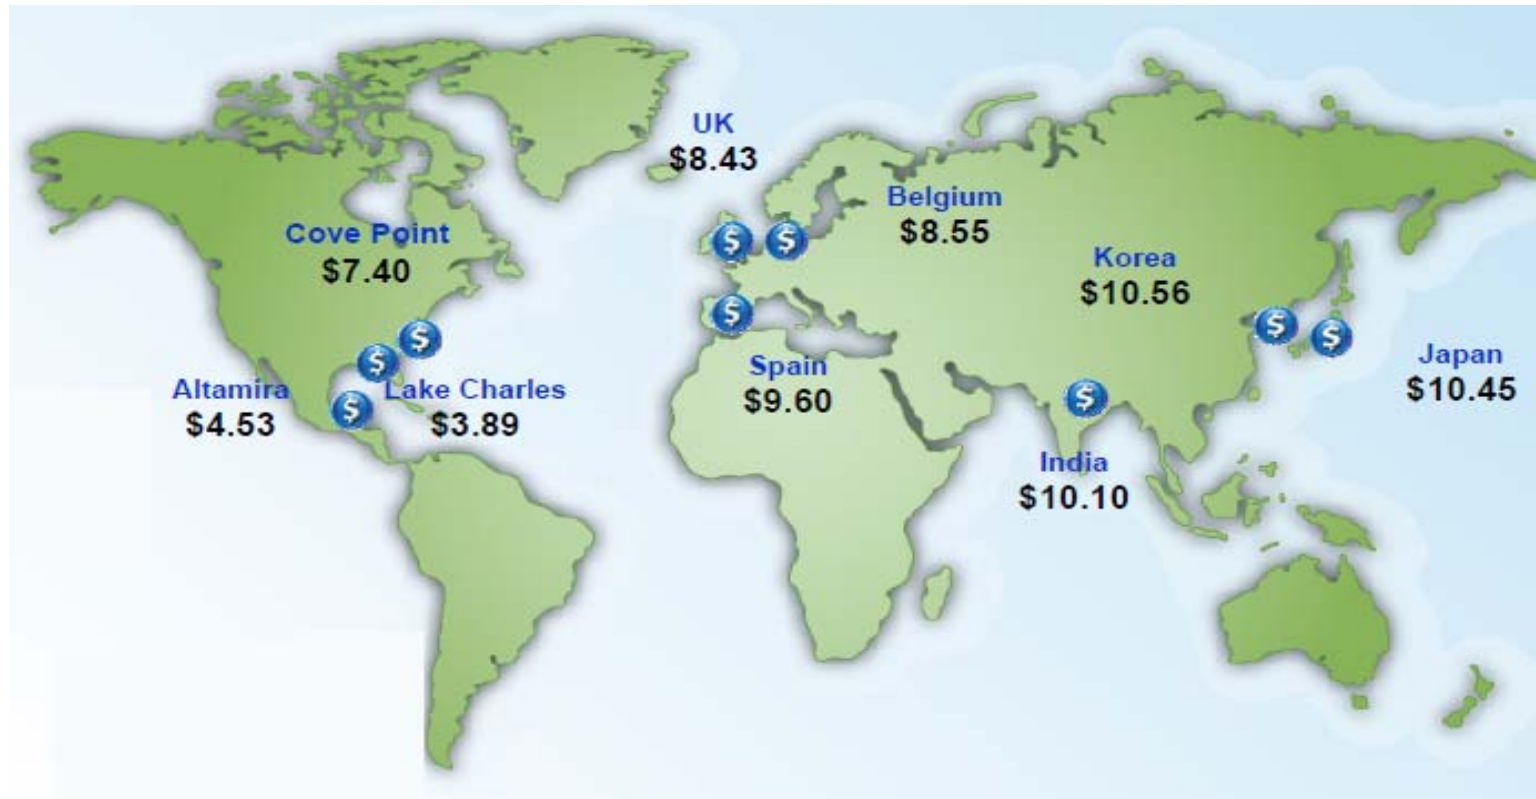 UK
$8.43
Belgium
$8.55
Cove Point
$7.40
Korea
$10.56
Japan
$10.45
Spain
$9.60
Altamira
$4.53
Lake Charles
$3.89
India
$10.10
$
$
$
$
$
$
$
$
$